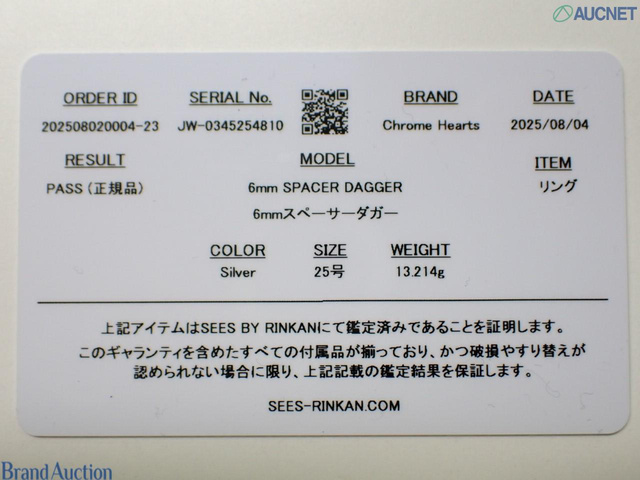 AUCNET
ORDER ID
SERIAL No.
BRAND
DATE
202508020004-23
JW-0345254810
Chrome Hearts
2025/08/04
RESULT
MODEL
ITEM
PASS (正規品)
6mm SPACER DAGGER
リング
6mmスペーサーダガー
COLOR
SIZE
WEIGHT
Silver
25号
13.214g
上記アイテムはSEES BY RINKANにて鑑定済みであることを証明します。
このギャランティを含めたすべての付属品が揃っており、かつ破損やすり替えが
認められない場合に限り、上記記載の鑑定結果を保証します。
SEES-RINKAN.COM
Brand Auction